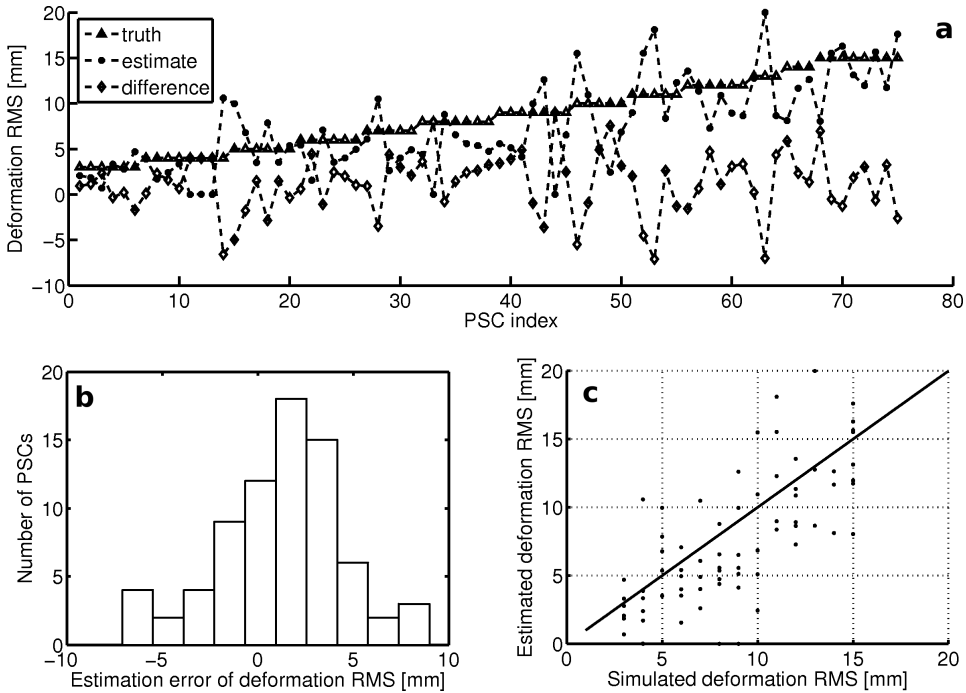 a
Deformation RMS [mm]
20
15
10
5
0
−5
−10
truth
estimate
difference
0 10 20 30 40 50 60 70 80
PSC index
b
Number of PSCs
20
15
10
5
0
−10 −5 0 5 10
Estimation error of deformation RMS [mm]
c
Estimated deformation RMS [mm]
20
15
10
5
0
0 5 10 15 20
Simulated deformation RMS [mm]